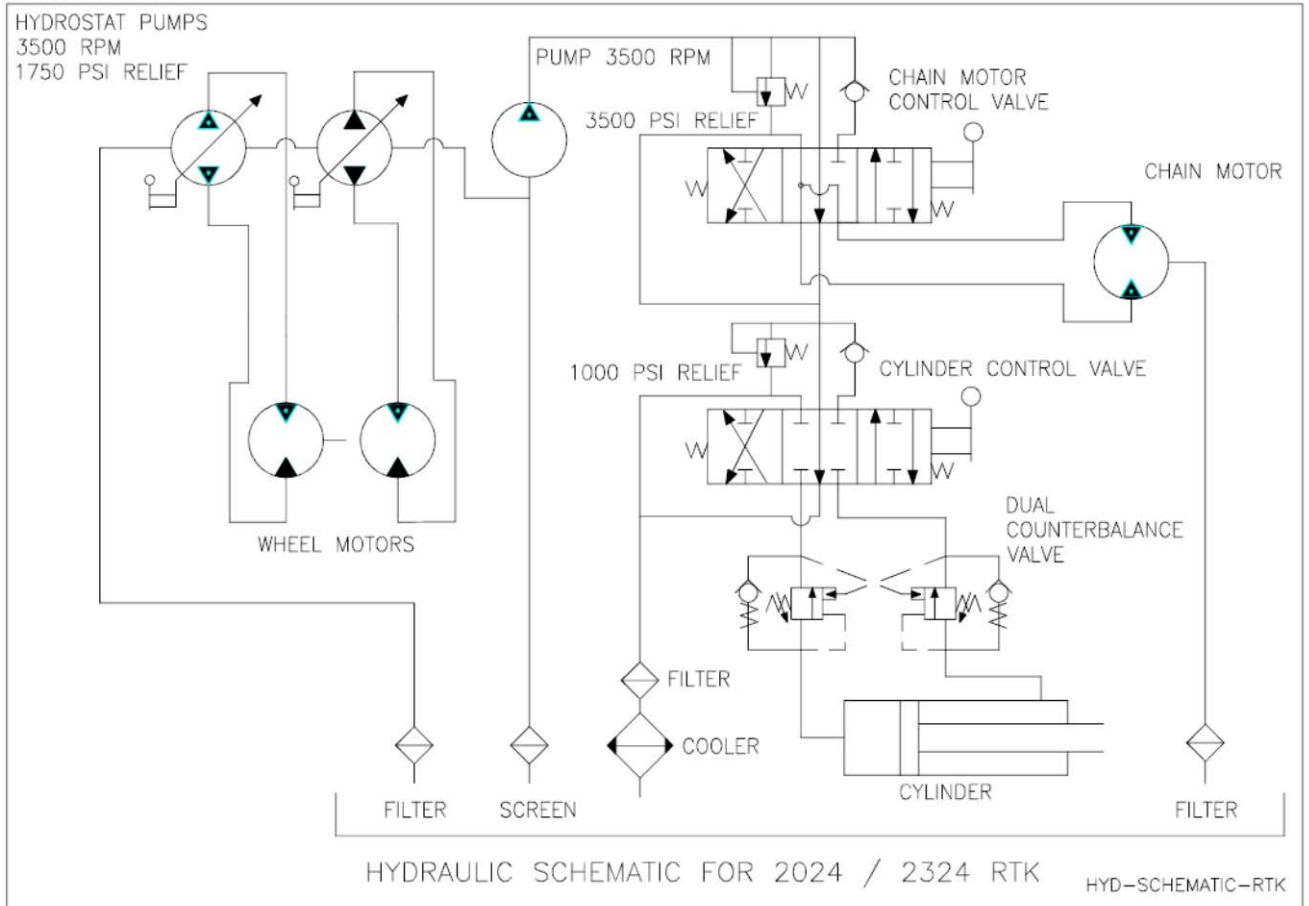 HYDROSTAT PUMPS
3500 RPM
1750 PSI RELIEF
PUMP 3500 RPM
3500 PSI RELIEF
CHAIN MOTOR
CONTROL VALVE
CHAIN MOTOR
1000 PSI RELIEF
CYLINDER CONTROL VALVE
WHEEL MOTORS
DUAL
COUNTERBALANCE
VALVE
FILTER
COOLER
CYLINDER
FILTER
SCREEN
FILTER
HYDRAULIC SCHEMATIC FOR 2024 / 2324 RTK
HYD-SCHEMATIC-RTK